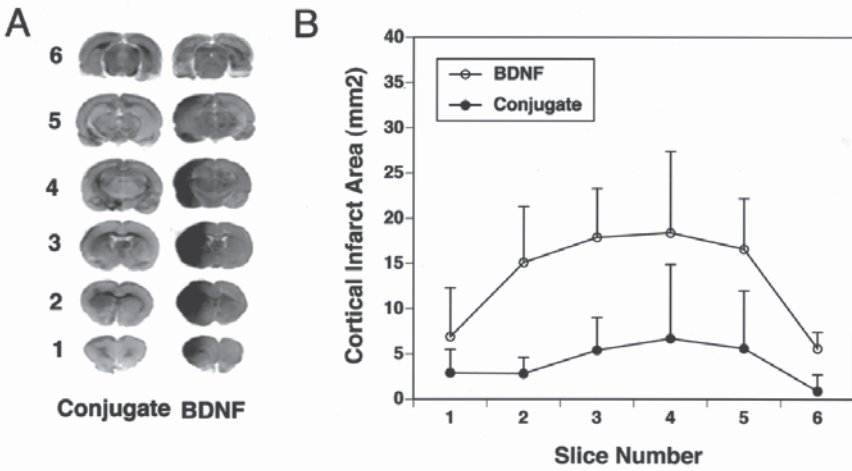 A
6
5
4
3
2
1
Conjugate BDNF
B
Cortical Infarct Area (mm2)
40
35
30
25
20
15
10
5
0
BDNF
Conjugate
1 2 3 4 5 6
Slice Number